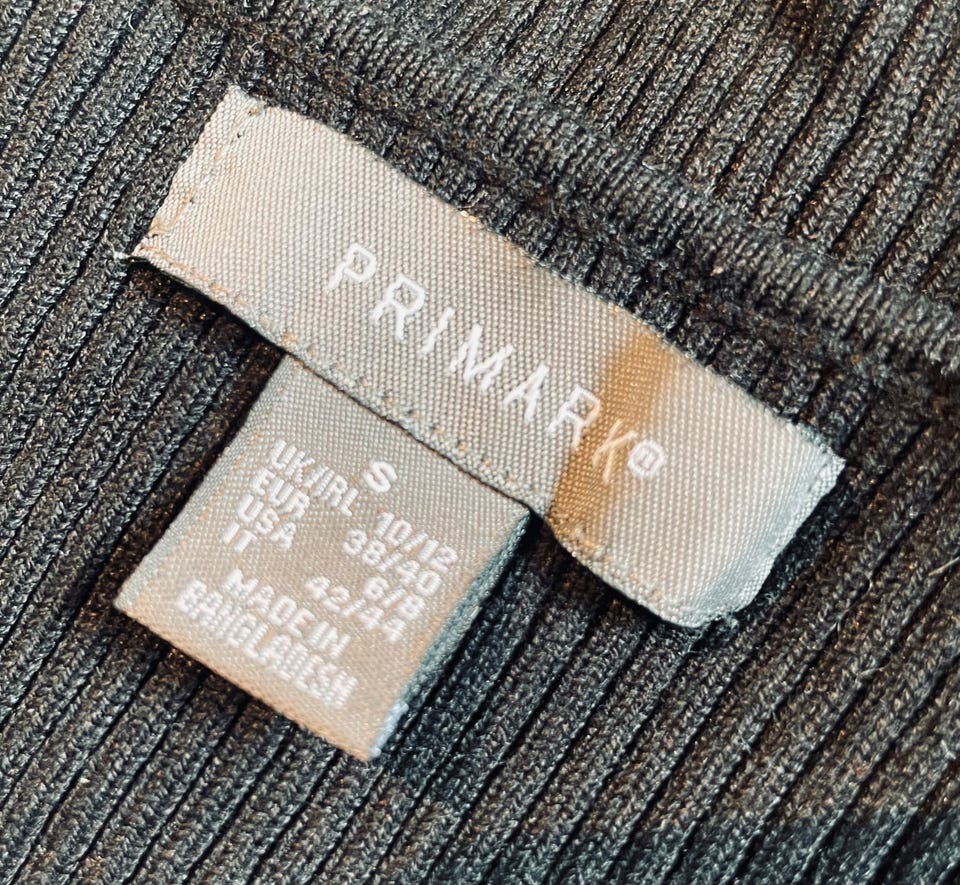 PRIMARK®
S
UK/IRL 10/12
EUR 38/40
USA 6/8
IT 42/44
MADE IN
BANGLADESH